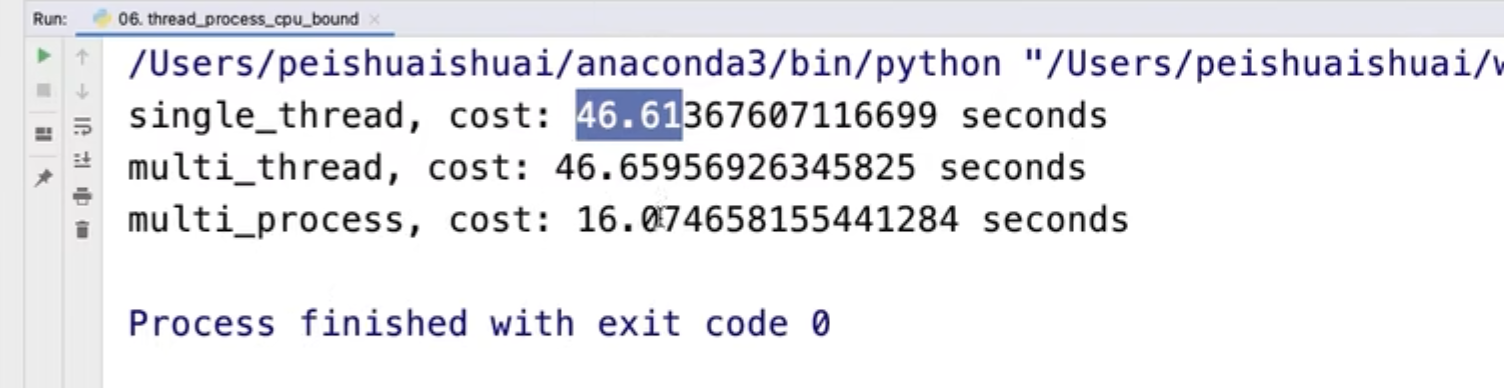 Run:
06. thread_process_cpu_bound
/Users/peishuaishuai/anaconda3/bin/python "/Users/peishuaishuai/w
single_thread, cost: 46.61367607116699 seconds
multi_thread, cost: 46.65956926345825 seconds
multi_process, cost: 16.074658155441284 seconds
Process finished with exit code 0